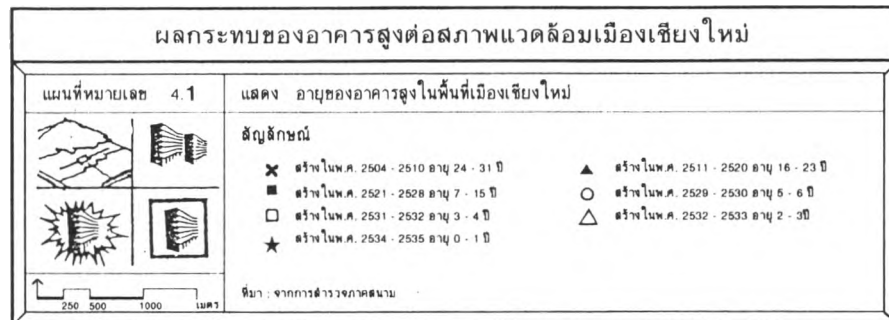 ผลกระทบของอาคารสูงต่อสภาพแวดล้อมเมืองเชียงใหม่
แผนที่หมายเลข 4.1
แสดง อายุของอาคารสูงในพื้นที่เมืองเชียงใหม่
สัญลักษณ์
สร้างในพ.ศ. 2504 - 2510 อายุ 24 - 31 ปี
สร้างในพ.ศ. 2511 - 2520 อายุ 16 - 23 ปี
สร้างในพ.ศ. 2521 - 2528 อายุ 7 - 15 ปี
สร้างในพ.ศ. 2529 - 2530 อายุ 5 - 6 ปี
สร้างในพ.ศ. 2531 - 2532 อายุ 3 - 4 ปี
สร้างในพ.ศ. 2532 - 2533 อายุ 2 - 3ปี
สร้างในพ.ศ. 2534 - 2535 อายุ 0 - 1 ปี
250 500 1000 เมตร
ที่มา : จากการสำรวจภาคสนาม